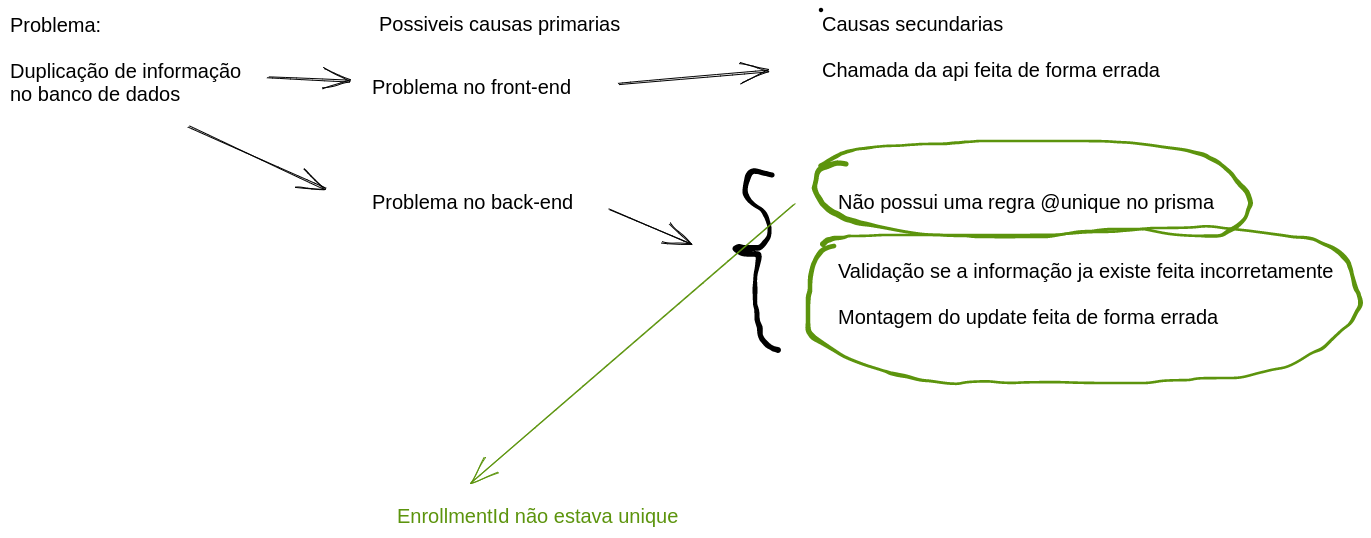 Problema:
Possiveis causas primarias
Causas secundarias
Duplicação de informação
no banco de dados
Problema no front-end
Chamada da api feita de forma errada
Problema no back-end
Não possui uma regra @unique no prisma
Validação se a informação ja existe feita incorretamente
Montagem do update feita de forma errada
EnrollmentId não estava unique